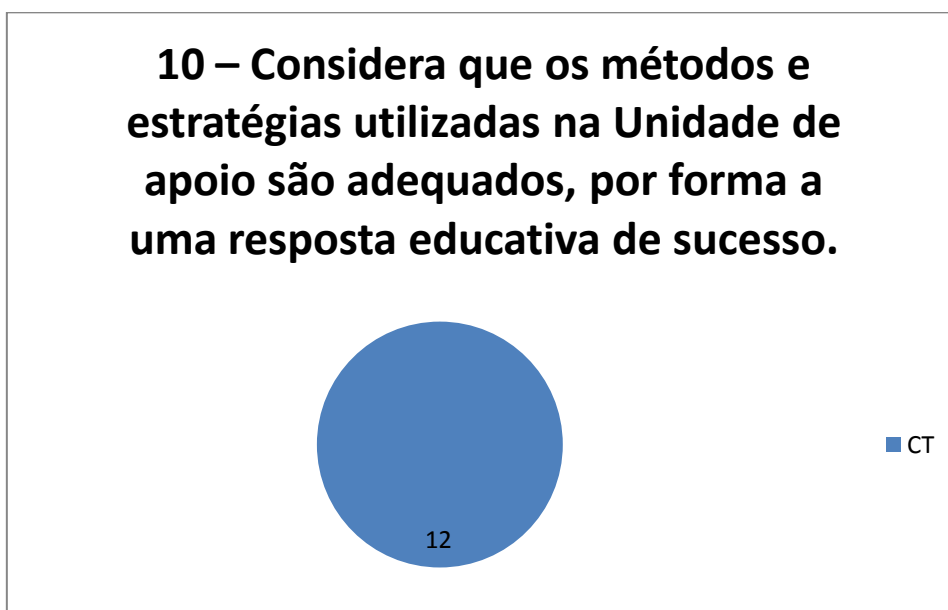 10 – Considera que os métodos e
estratégias utilizadas na Unidade de
apoio são adequados, por forma a
uma resposta educativa de sucesso.
CT
12